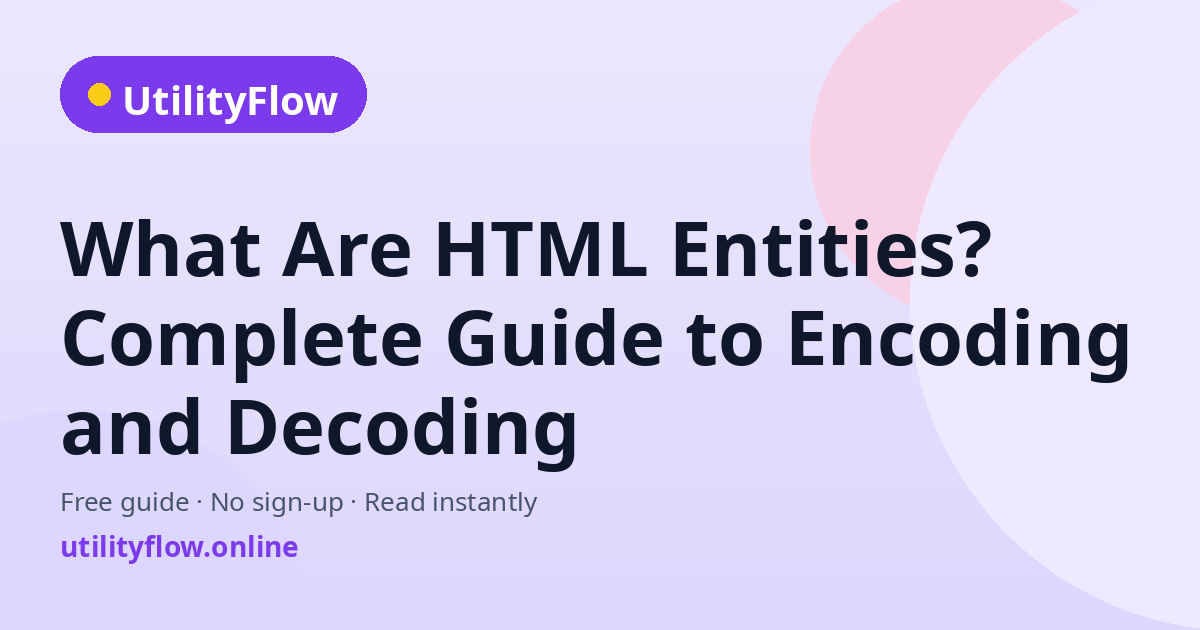 UtilityFlow
What Are HTML Entities?
Complete Guide to Encoding
and Decoding
Free guide · No sign-up · Read instantly
utilityflow.online